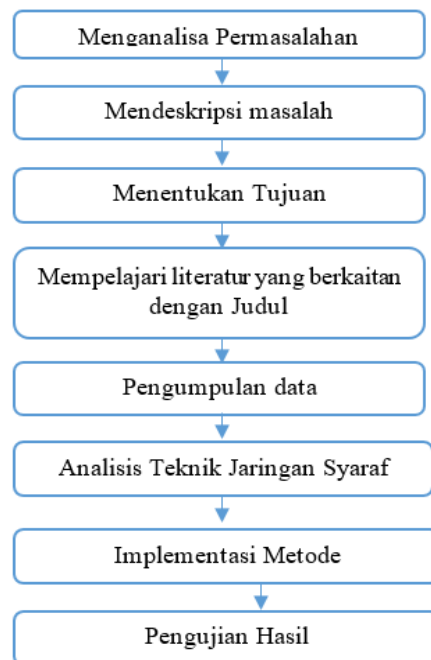 Menganalisa Permasalahan
Mendeskripsi masalah
Menentukan Tujuan
Mempelajari literatur yang berkaitan
dengan Judul
Pengumpulan data
Analisis Teknik Jaringan Syaraf
Implementasi Metode
Pengujian Hasil